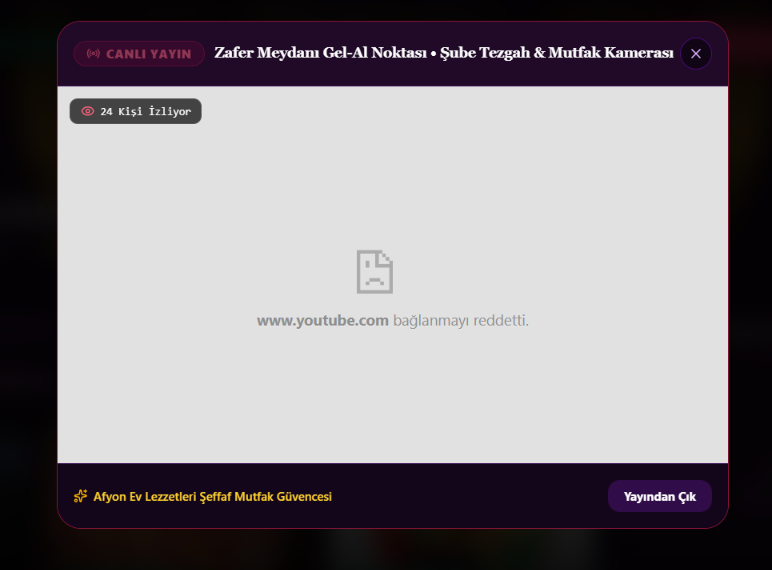 CANLI YAYIN
Zafer Meydanı Gel-Al Noktası • Şube Tezgah & Mutfak Kamerası
24 Kişi İzliyor
www.youtube.com bağlanmayı reddetti.
Afyon Ev Lezzetleri Şeffaf Mutfak Güvencesi
Yayından Çık